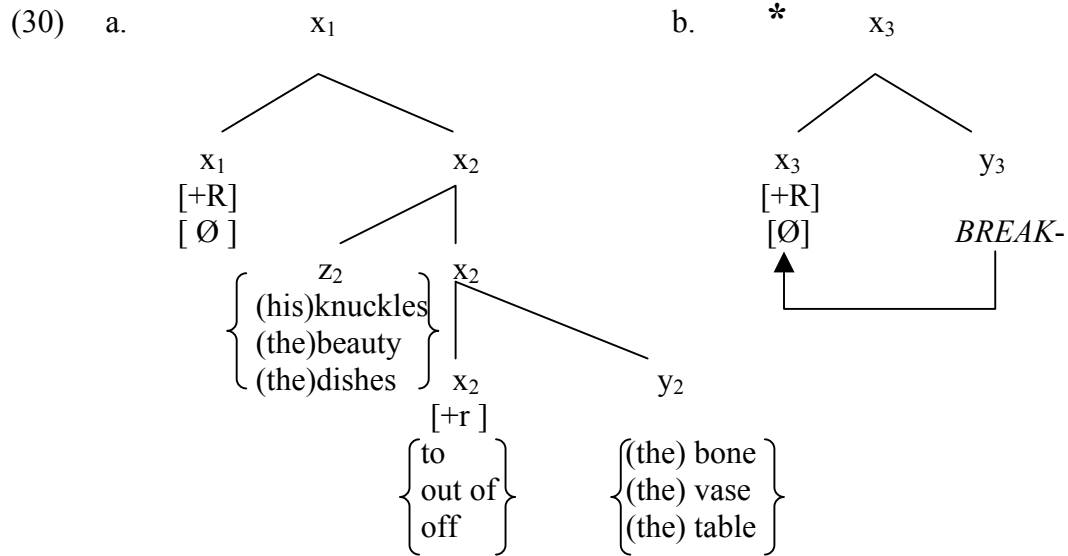 (30) a. x₁ b. * x₃
x₁ x₂ x₃ y₃
[+R] [+R]
[ Ø ] [Ø] BREAK-
z₂ x₂
(his)knuckles
(the)beauty
(the)dishes
x₂ y₂
[+r ]
to (the) bone
out of (the) vase
off (the) table